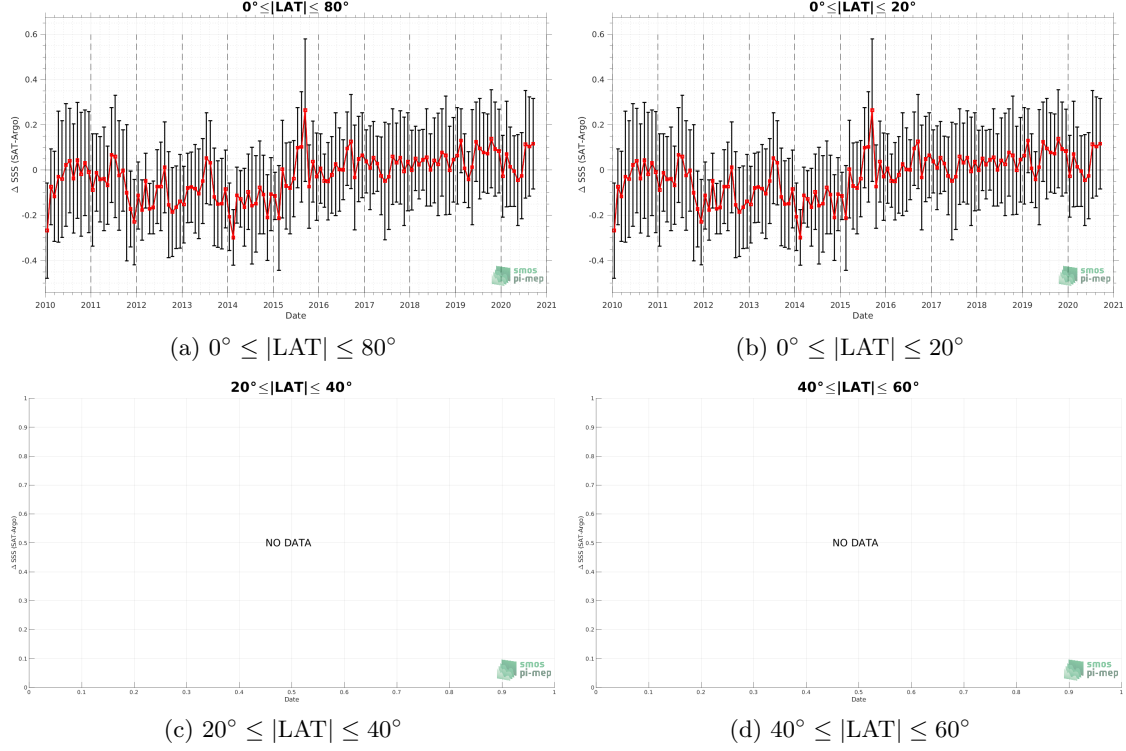 0°≤|LAT|≤ 80°
0.6
0.4
0.2
0
-0.2
-0.4
Δ SSS (SAT-Argo)
2010 2011 2012 2013 2014 2015 2016 2017 2018 2019 2020 2021
Date
smos
pi-mep
(a) 0° ≤ |LAT| ≤ 80°
0°≤|LAT|≤ 20°
0.6
0.4
0.2
0
-0.2
-0.4
Δ SSS (SAT-Argo)
2010 2011 2012 2013 2014 2015 2016 2017 2018 2019 2020 2021
Date
smos
pi-mep
(b) 0° ≤ |LAT| ≤ 20°
20°≤|LAT|≤ 40°
1
0.9
0.8
0.7
0.6
0.5
0.4
0.3
0.2
0.1
0
Δ SSS (SAT-Argo)
NO DATA
0 0.1 0.2 0.3 0.4 0.5 0.6 0.7 0.8 0.9 1
Date
smos
pi-mep
(c) 20° ≤ |LAT| ≤ 40°
40°≤|LAT|≤ 60°
1
0.9
0.8
0.7
0.6
0.5
0.4
0.3
0.2
0.1
0
Δ SSS (SAT-Argo)
NO DATA
0 0.1 0.2 0.3 0.4 0.5 0.6 0.7 0.8 0.9 1
Date
smos
pi-mep
(d) 40° ≤ |LAT| ≤ 60°